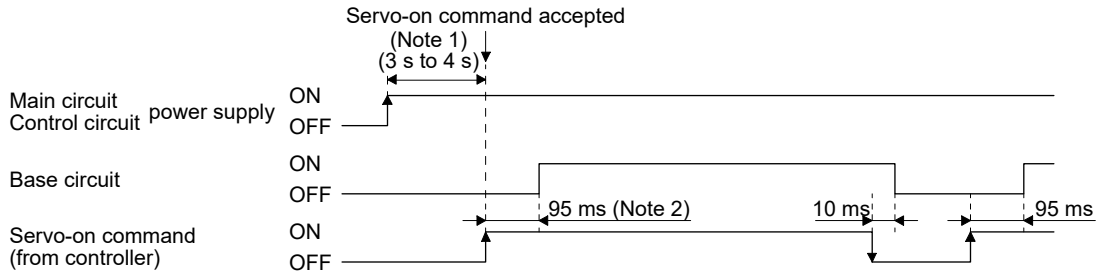 Servo-on command accepted
(Note 1)
(3 s to 4 s)
Main circuit
Control circuit power supply
ON
OFF
Base circuit
ON
OFF
95 ms (Note 2)
10 ms
95 ms
Servo-on command
(from controller)
ON
OFF